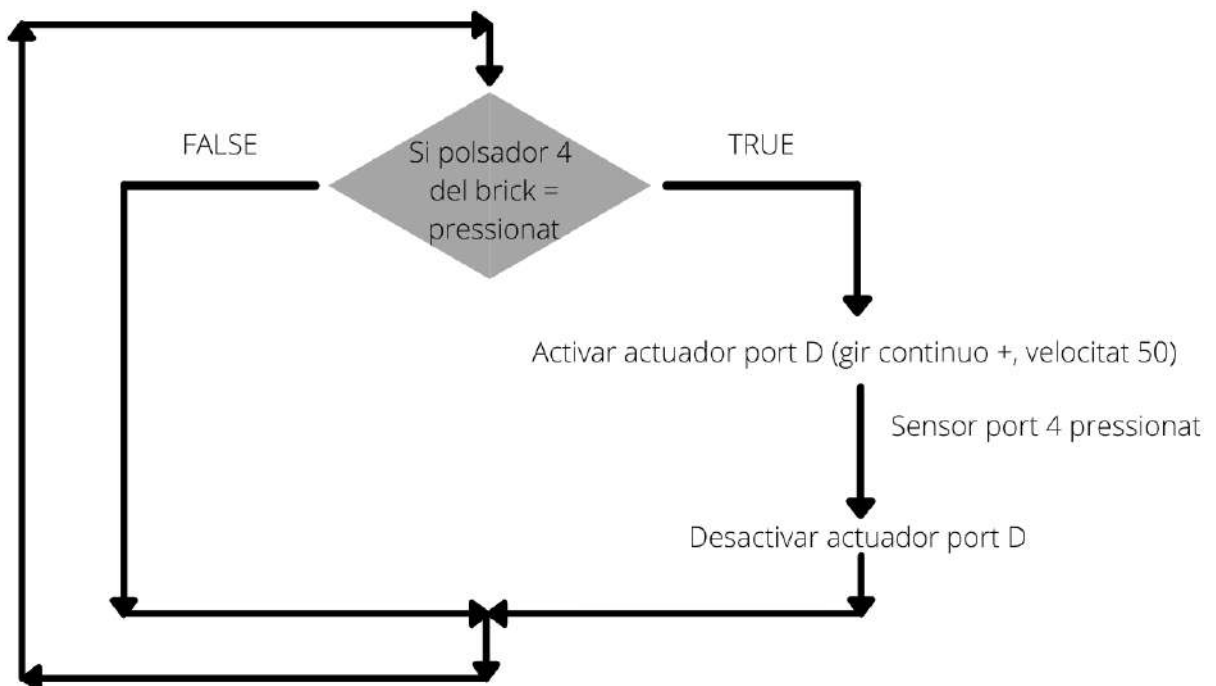 FALSE
Si polsador 4
del brick =
pressionat
TRUE
Activar actuador port D (gir continuo +, velocitat 50)
Sensor port 4 pressionat
Desactivar actuador port D